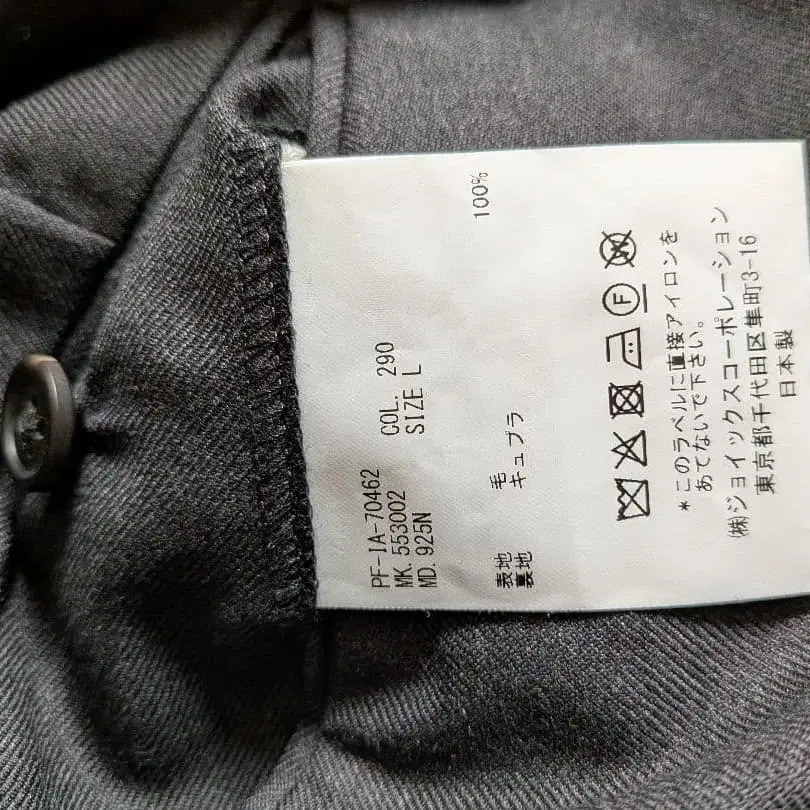 PF-IA-70462 COL. 290
MK. 553002 SIZE L
MD. 925N
表地 毛 100%
裏地 キュプラ
F W
*このラベルに直接アイロンを
あてないで下さい。
㈱ジョイックスコーポレーション
東京都千代田区隼町3-16
日本製